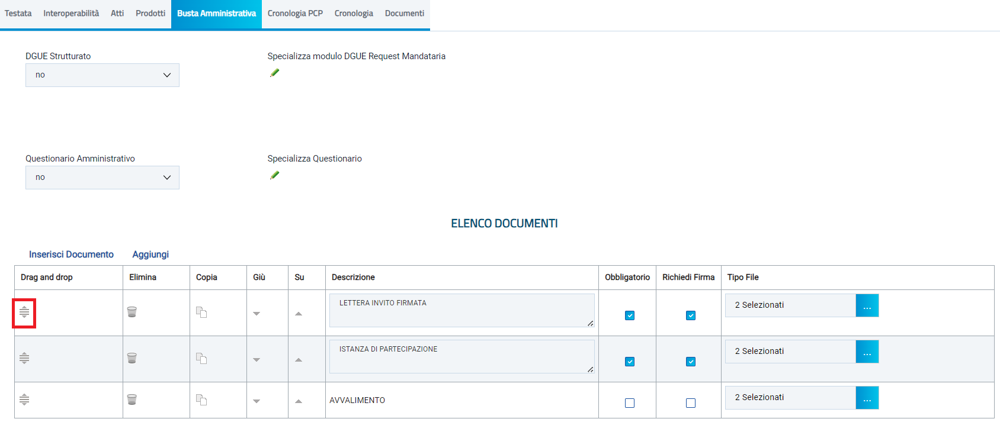 Testata Interoperabilità Atti Prodotti Busta Amministrativa Cronologia PCP Cronologia Documenti
DGUE Strutturato Specializza modulo DGUE Request Mandataria
no
Questionario Amministrativo Specializza Questionario
no
ELENCO DOCUMENTI
Inserisci Documento Aggiungi
Drag and drop Elimina Copia Giù Su Descrizione Obbligatorio Richiedi Firma Tipo File
LETTERA INVITO FIRMATA 2 Selezionati ...
ISTANZA DI PARTECIPAZIONE 2 Selezionati ...
AVVALIMENTO 2 Selezionati ...